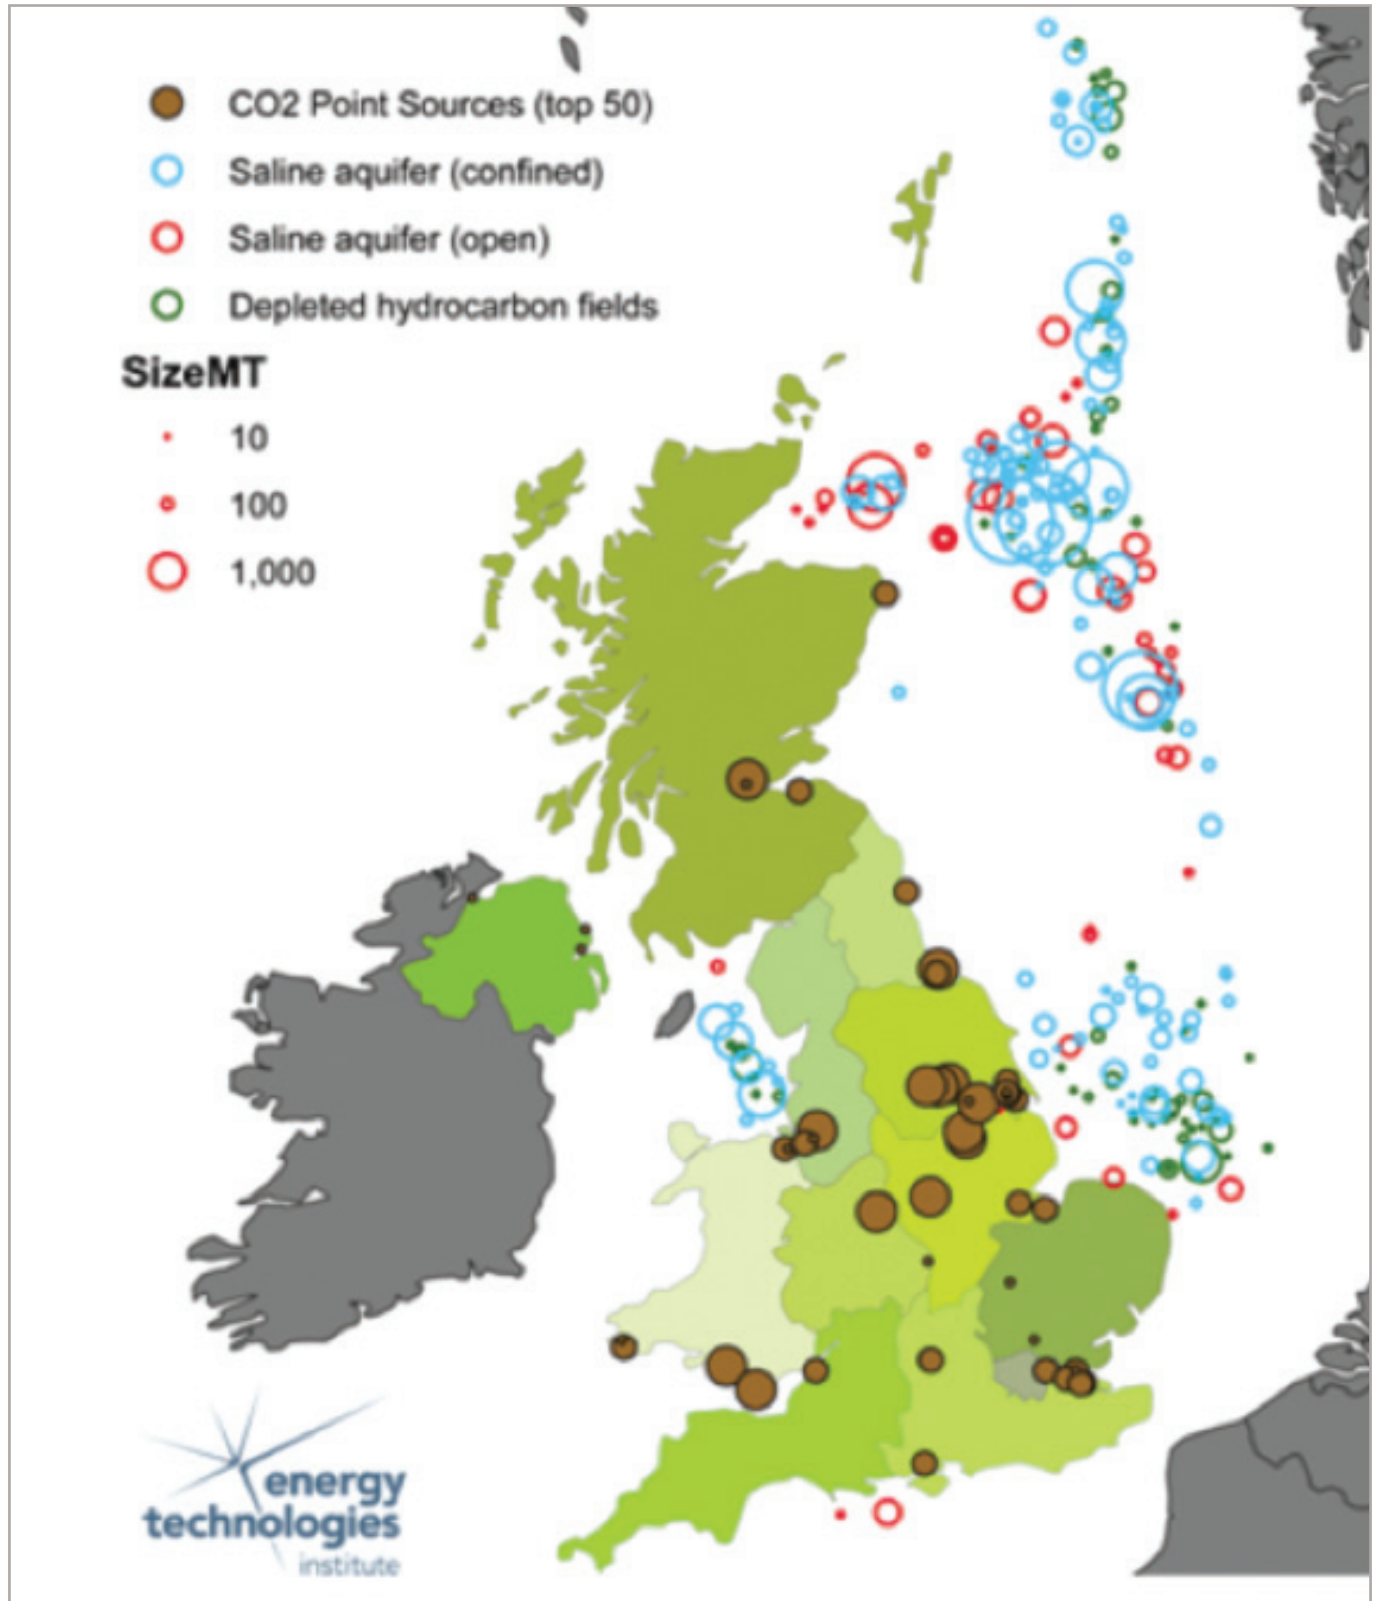 CO2 Point Sources (top 50)
Saline aquifer (confined)
Saline aquifer (open)
Depleted hydrocarbon fields
SizeMT
10
100
1,000
energy
technologies
institute